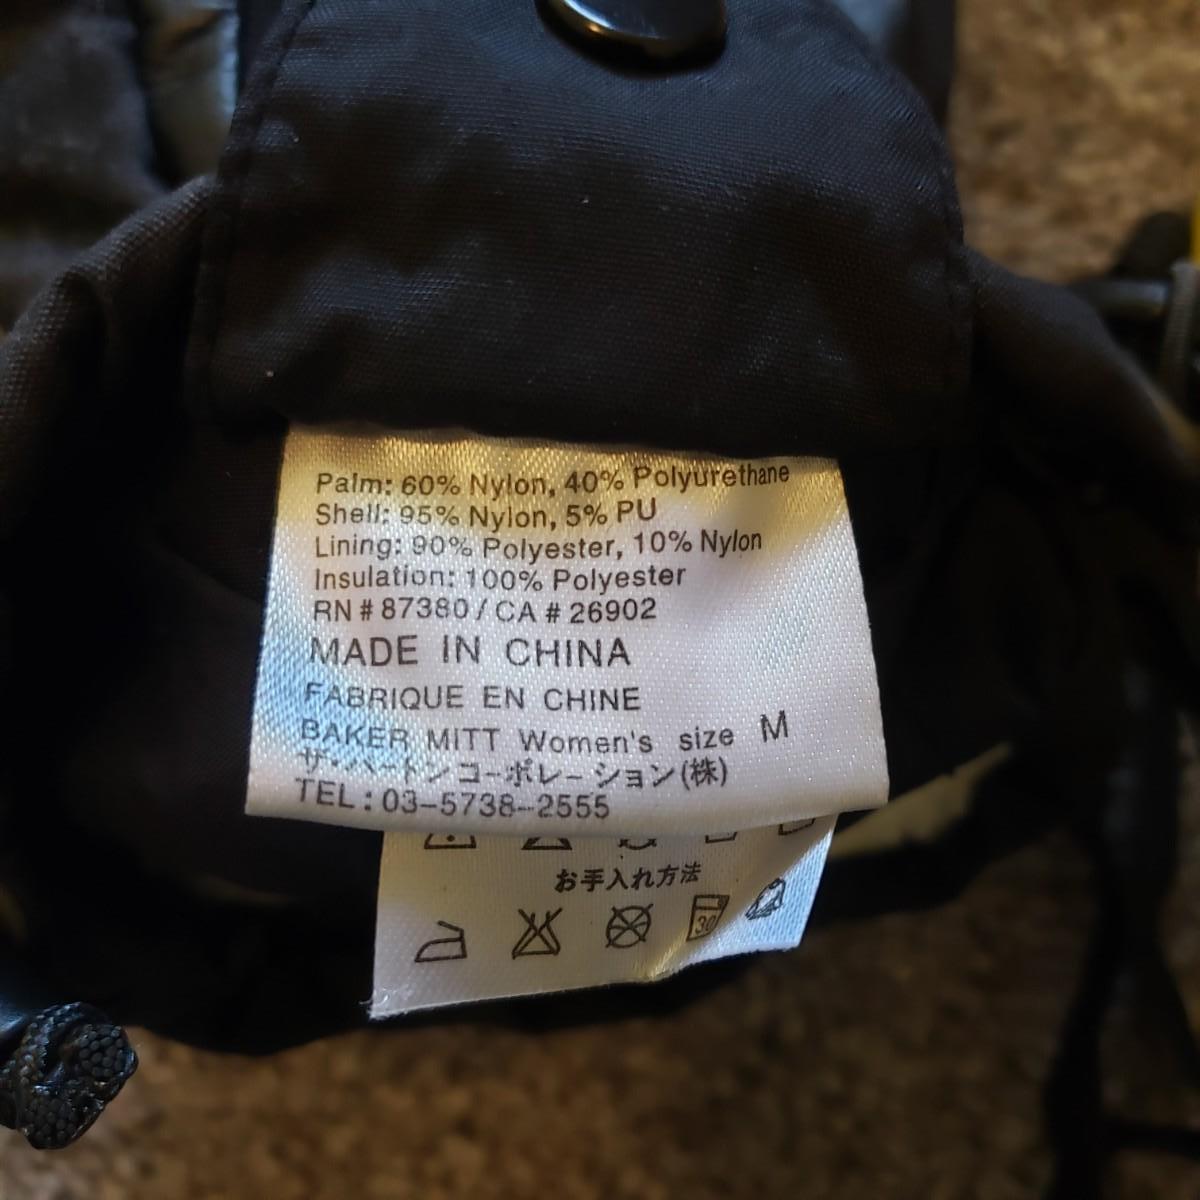 Palm: 60% Nylon, 40% Polyurethane
Shell: 95% Nylon, 5% PU
Lining: 90% Polyester, 10% Nylon
Insulation: 100% Polyester
RN # 87380 / CA # 26902
MADE IN CHINA
FABRIQUE EN CHINE
BAKER MITT Women's size M
ザ・バートンコーポレーション(株)
TEL : 03-5738-2555
お手入れ方法
30